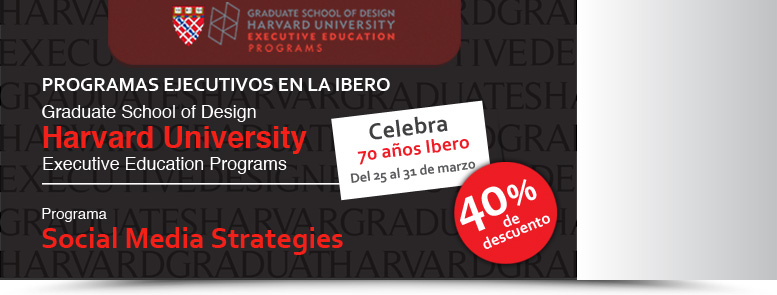 GRADUATE SCHOOL OF DESIGN
HARVARD UNIVERSITY
EXECUTIVE EDUCATION
PROGRAMS
PROGRAMAS EJECUTIVOS EN LA IBERO
Graduate School of Design
Harvard University
Executive Education Programs
Celebra
70 años Ibero
Del 25 al 31 de marzo
40%
de
descuento
Programa
Social Media Strategies